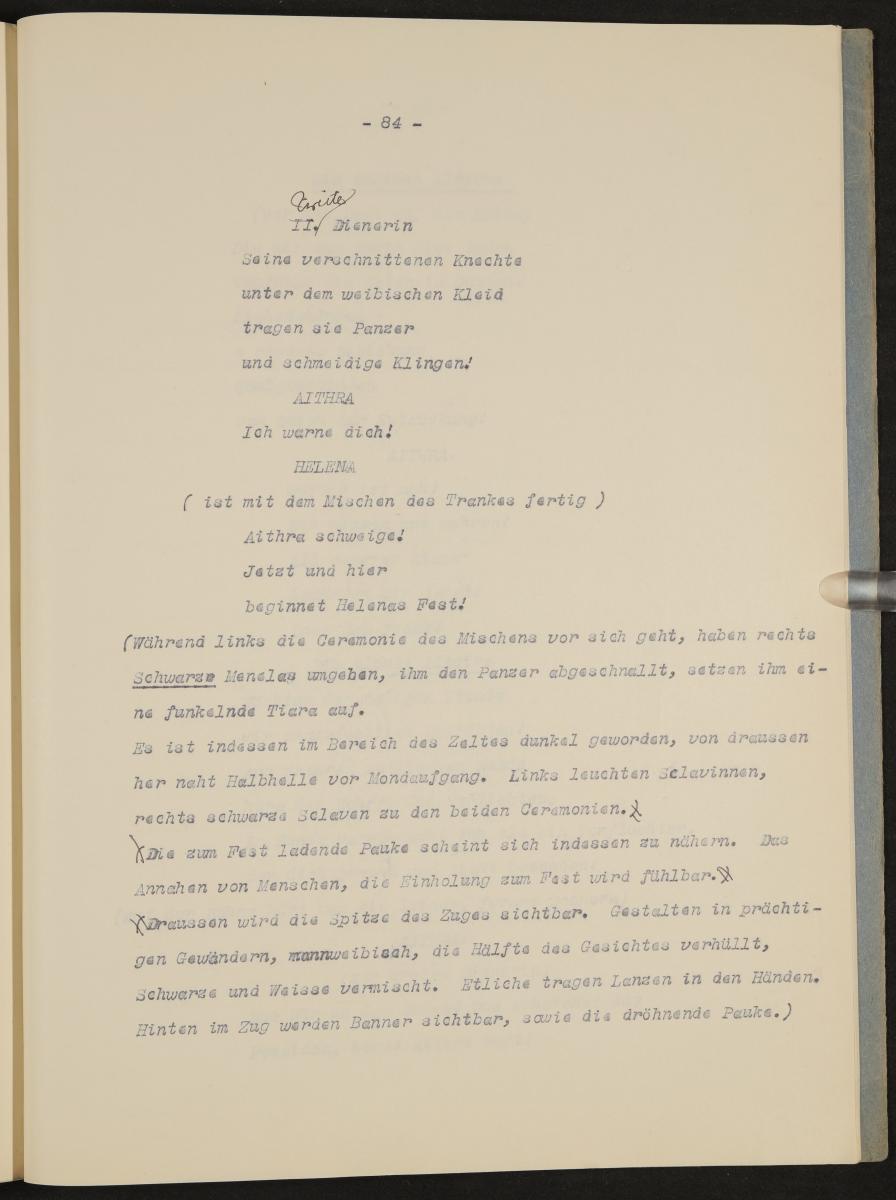 - 84 -
Zweite
II. Dienerin
Seine verschnittenen Knechte
unter dem weibischen Kleid
tragen sie Panzer
und schmeidige Klingen!
AITHRA
Ich warne dich!
HELENA
( ist mit dem Mischen des Trankes fertig )
Aithra schweige!
Jetzt und hier
beginnet Helenas Fest!
(Während links die Ceremonie des Mischens vor sich geht, haben rechts
Schwarze Menelas umgeben, ihm den Panzer abgeschnallt, setzen ihm ei-
ne funkelnde Tiara auf.
Es ist indessen im Bereich des Zeltes dunkel geworden, von draussen
her naht Halbhelle vor Mondaufgang. Links leuchten Sclavinnen,
rechts schwarze Sclaven zu den beiden Ceremonien.
Die zum Fest ladende Pauke scheint sich indessen zu nähern. Das
Annahen von Menschen, die Einholung zum Fest wird fühlbar.
Draussen wird die Spitze des Zuges sichtbar. Gestalten in prächti-
gen Gewändern, mannweibisch, die Hälfte des Gesichtes verhüllt,
Schwarze und Weisse vermischt. Etliche tragen Lanzen in den Händen.
Hinten im Zug werden Banner sichtbar, sowie die dröhnende Pauke.)